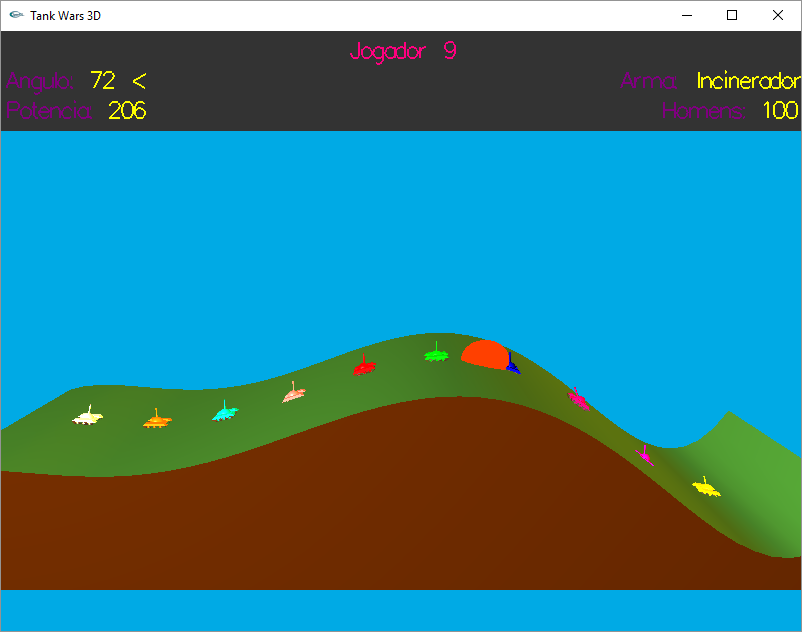 Tank Wars 3D
Jogador 9
Angulo: 72 <
Arma: Incinerador
Potencia: 206
Homens: 100